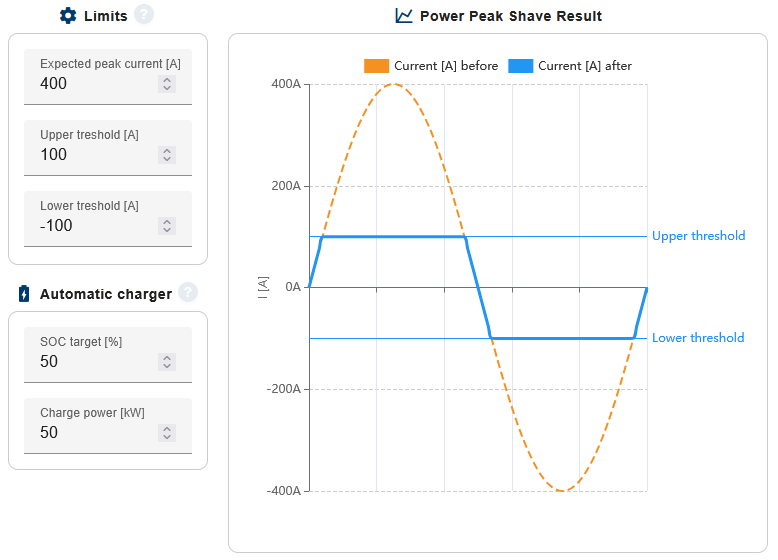 Limits ?
Expected peak current [A]
400
Upper treshold [A]
100
Lower treshold [A]
-100
Automatic charger ?
SOC target [%]
50
Charge power [kW]
50
Power Peak Shave Result
Current [A] before
Current [A] after
400A
200A
Upper threshold
0A
I [A]
Lower threshold
-200A
-400A